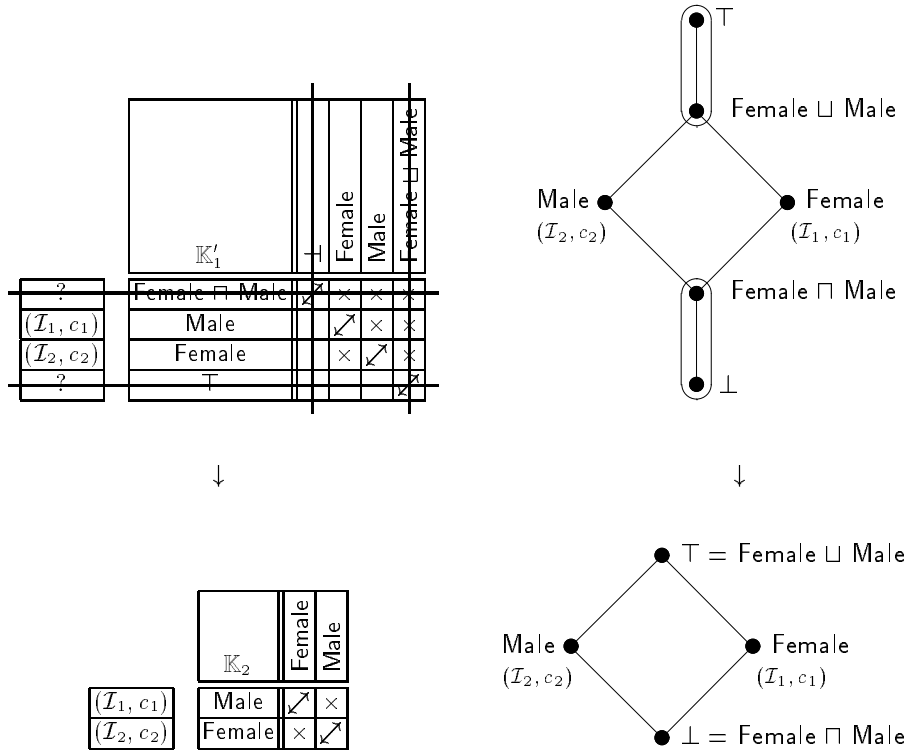 ⊤
Female ⊔ Male
Male
(ℐ₂, c₂)
Female
(ℐ₁, c₁)
Female ⊓ Male
⊥
𝕂′₁ ⊥ Female Male Female ⊔ Male
? Female ⊓ Male ↙↗ × × ×
(ℐ₁, c₁) Male ↙↗ × ×
(ℐ₂, c₂) Female × ↙↗ ×
? ⊤ ↙↗
↓ ↓
𝕂₂ Female Male
(ℐ₁, c₁) Male ↙↗ ×
(ℐ₂, c₂) Female × ↙↗
⊤ = Female ⊔ Male
Male
(ℐ₂, c₂)
Female
(ℐ₁, c₁)
⊥ = Female ⊓ Male